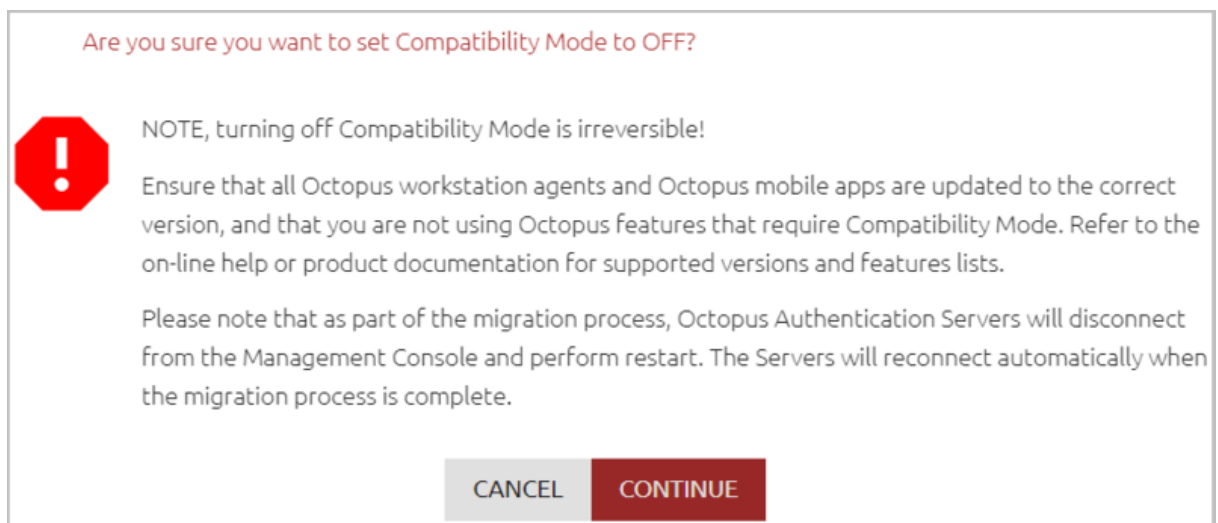 Are you sure you want to set Compatibility Mode to OFF?
NOTE, turning off Compatibility Mode is irreversible!
Ensure that all Octopus workstation agents and Octopus mobile apps are updated to the correct
version, and that you are not using Octopus features that require Compatibility Mode. Refer to the
on-line help or product documentation for supported versions and features lists.
Please note that as part of the migration process, Octopus Authentication Servers will disconnect
from the Management Console and perform restart. The Servers will reconnect automatically when
the migration process is complete.
CANCEL CONTINUE